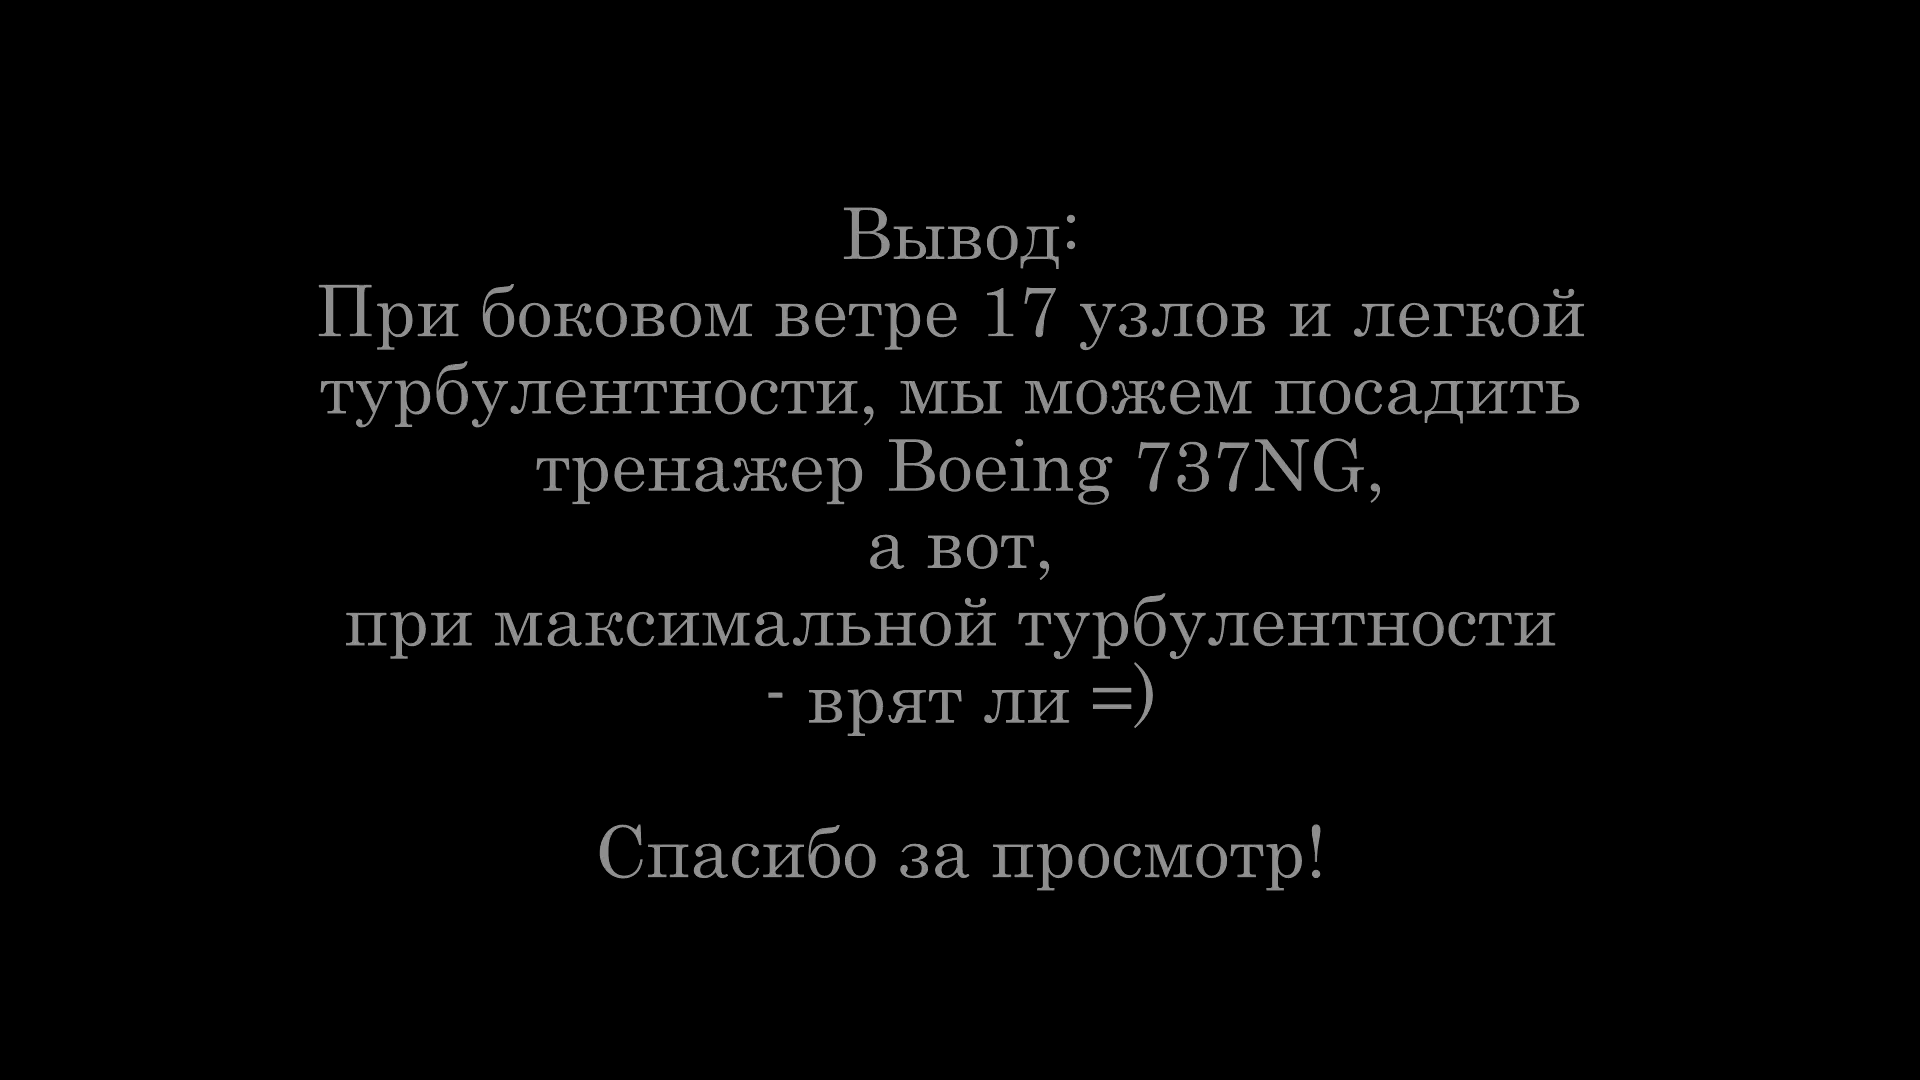 Вывод:
При боковом ветре 17 узлов и легкой
турбулентности, мы можем посадить
тренажер Boeing 737NG,
а вот,
при максимальной турбулентности
- врят ли =)
Спасибо за просмотр!